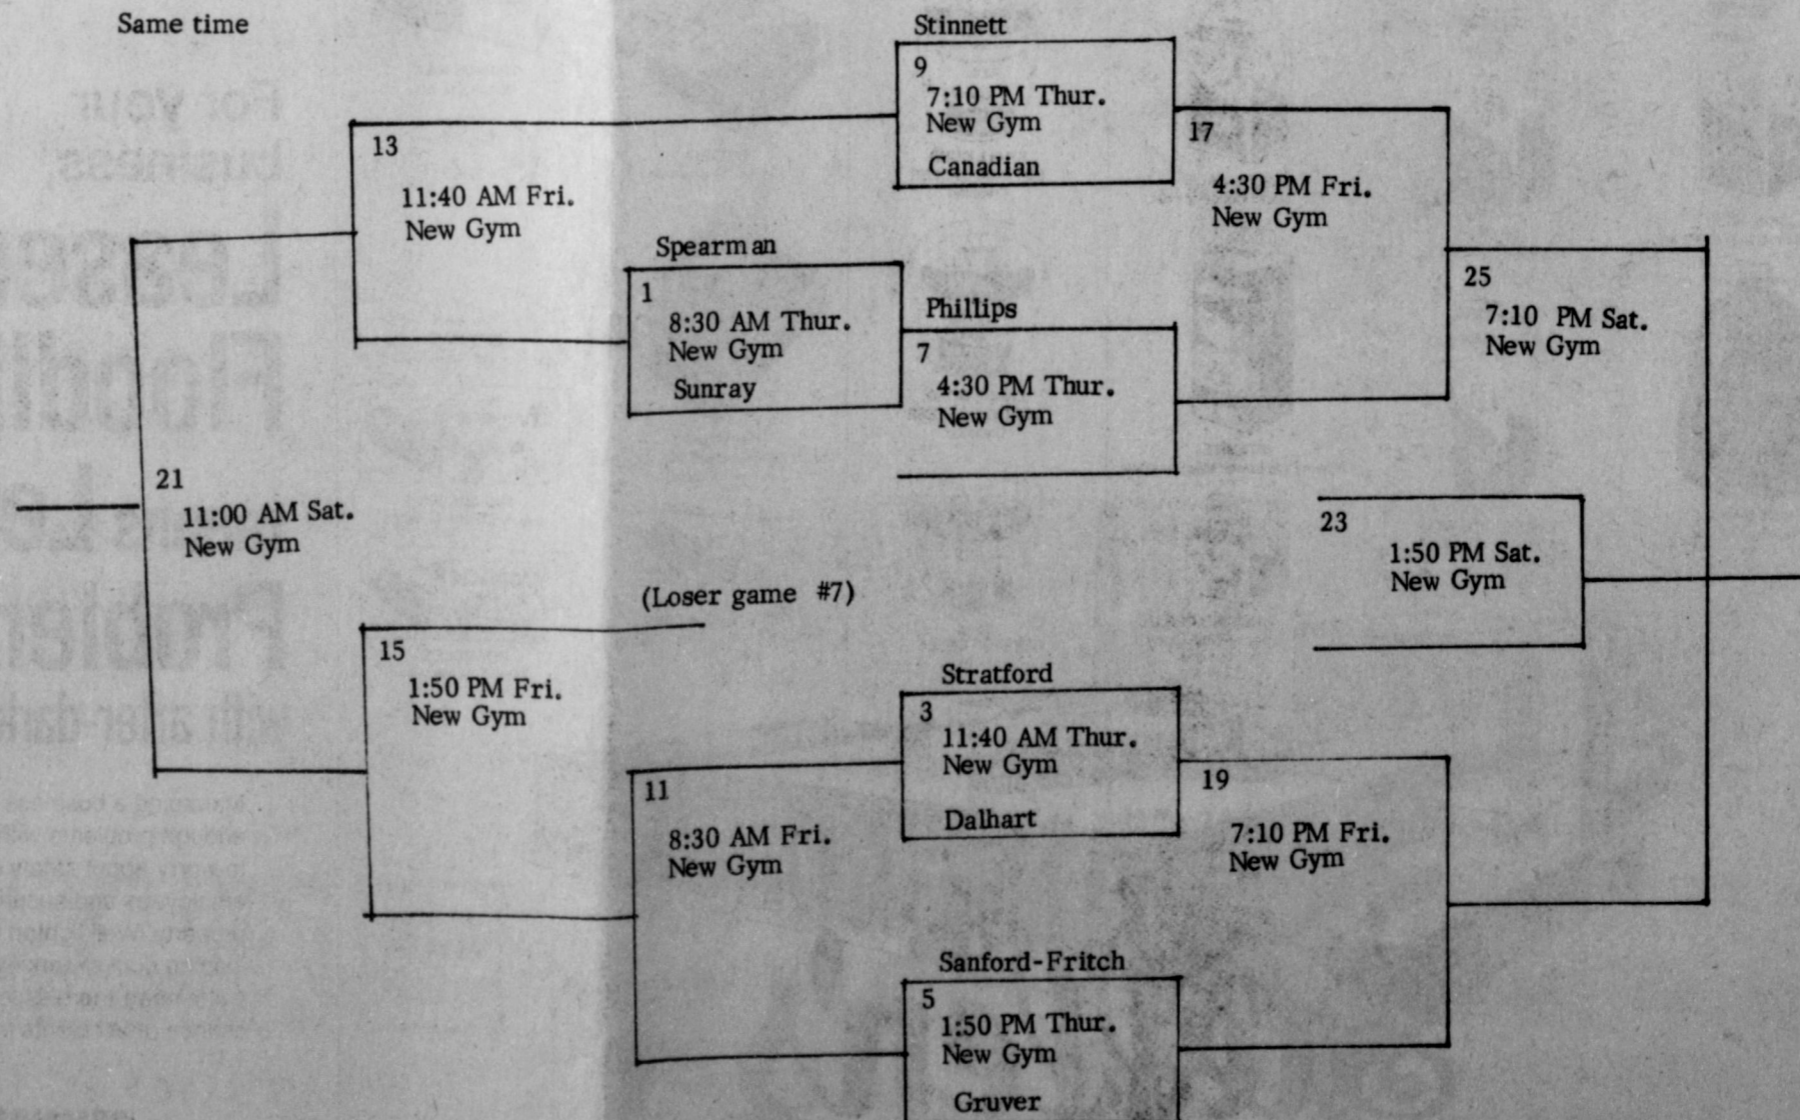 Same time
Stinnett
9
7:10 PM Thur.
New Gym
Canadian
13
11:40 AM Fri.
New Gym
17
4:30 PM Fri.
New Gym
Spearman
1
8:30 AM Thur.
New Gym
Sunray
Phillips
7
4:30 PM Thur.
New Gym
25
7:10 PM Sat.
New Gym
21
11:00 AM Sat.
New Gym
23
1:50 PM Sat.
New Gym
(Loser game #7)
15
1:50 PM Fri.
New Gym
Stratford
3
11:40 AM Thur.
New Gym
Dalhart
11
8:30 AM Fri.
New Gym
19
7:10 PM Fri.
New Gym
Sanford-Fritch
5
1:50 PM Thur.
New Gym
Gruver